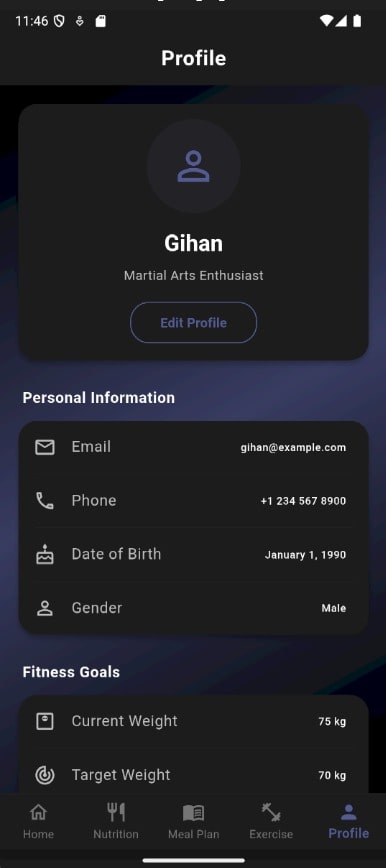 11:46
Profile
Gihan
Martial Arts Enthusiast
Edit Profile
Personal Information
Email gihan@example.com
Phone +1 234 567 8900
Date of Birth January 1, 1990
Gender Male
Fitness Goals
Current Weight 75 kg
Target Weight 70 kg
Home Nutrition Meal Plan Exercise Profile